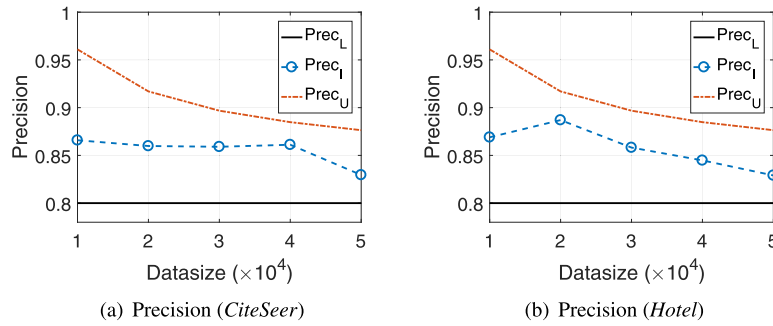 1
0.95
0.9
0.85
0.8
Precision
Prec_L
Prec_I
Prec_U
1 2 3 4 5
Datasize (×10^4)
(a) Precision (CiteSeer)
1
0.95
0.9
0.85
0.8
Precision
Prec_L
Prec_I
Prec_U
1 2 3 4 5
Datasize (×10^4)
(b) Precision (Hotel)